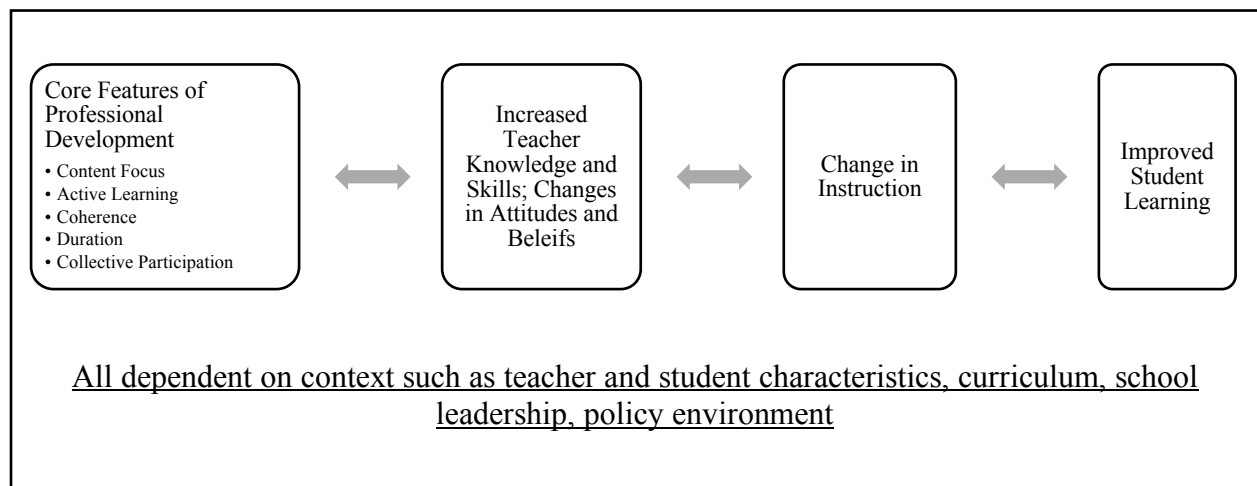 Core Features of
Professional
Development
• Content Focus
• Active Learning
• Coherence
• Duration
• Collective Participation
Increased
Teacher
Knowledge and
Skills; Changes
in Attitudes and
Beleifs
Change in
Instruction
Improved
Student
Learning
All dependent on context such as teacher and student characteristics, curriculum, school
leadership, policy environment